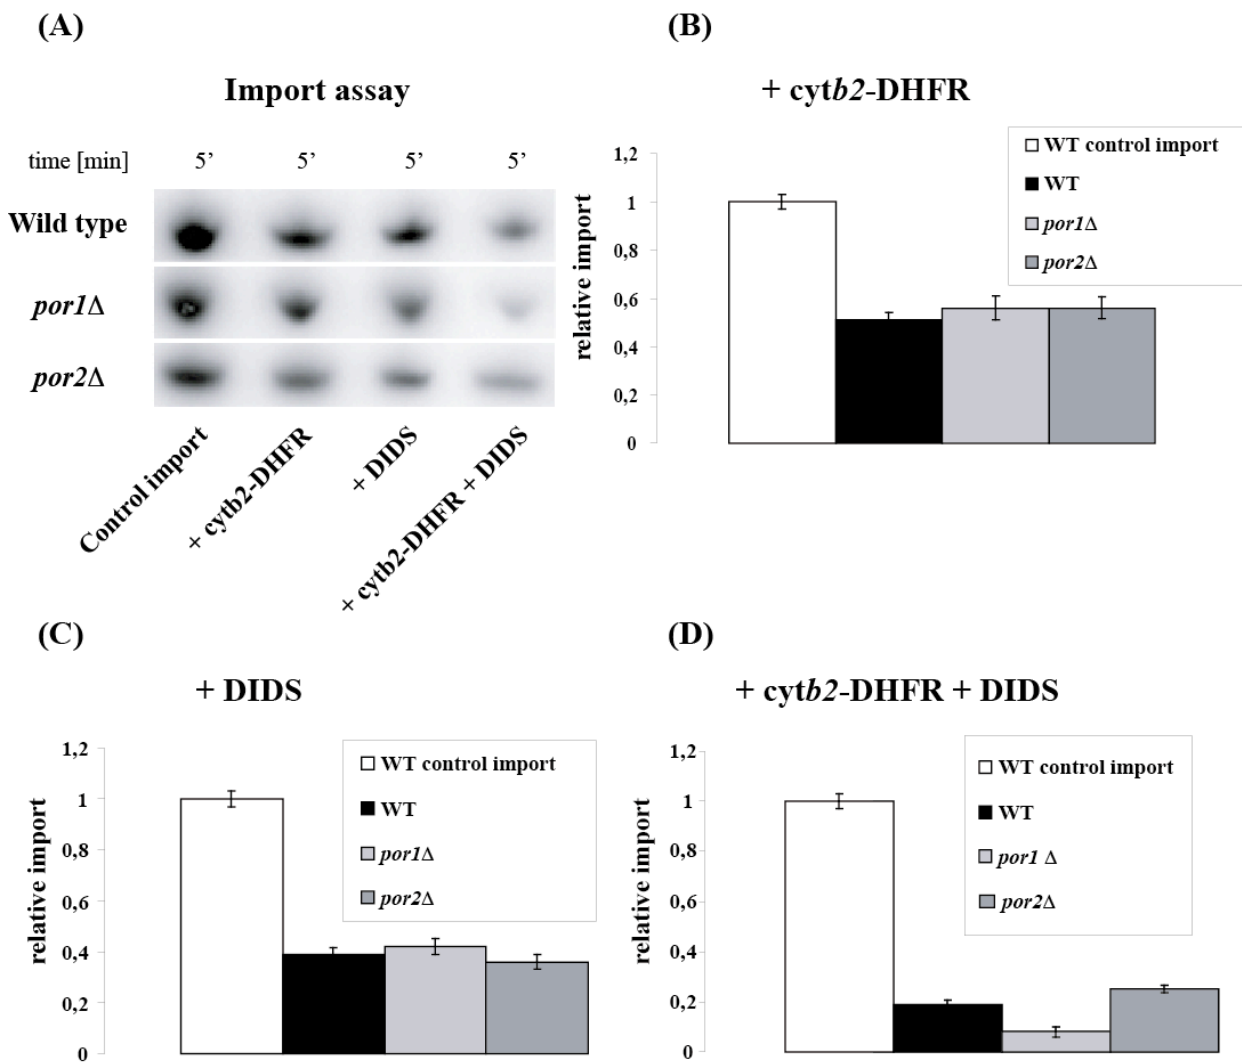 (A)
Import assay
time [min] 5’ 5’ 5’ 5’
Wild type
por1Δ
por2Δ
Control import
+ cytb2-DHFR
+ DIDS
+ cytb2-DHFR + DIDS
(B)
+ cytb2-DHFR
relative import
1,2
1
0,8
0,6
0,4
0,2
0
WT control import
WT
por1Δ
por2Δ
(C)
+ DIDS
relative import
1,2
1
0,8
0,6
0,4
0,2
0
WT control import
WT
por1Δ
por2Δ
(D)
+ cytb2-DHFR + DIDS
relative import
1,2
1
0,8
0,6
0,4
0,2
0
WT control import
WT
por1 Δ
por2Δ